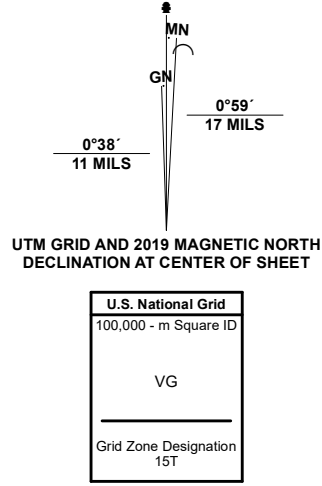 MN
GN
0°59´
17 MILS
0°38´
11 MILS
UTM GRID AND 2019 MAGNETIC NORTH
DECLINATION AT CENTER OF SHEET
U.S. National Grid
100,000 - m Square ID
VG
Grid Zone Designation
15T